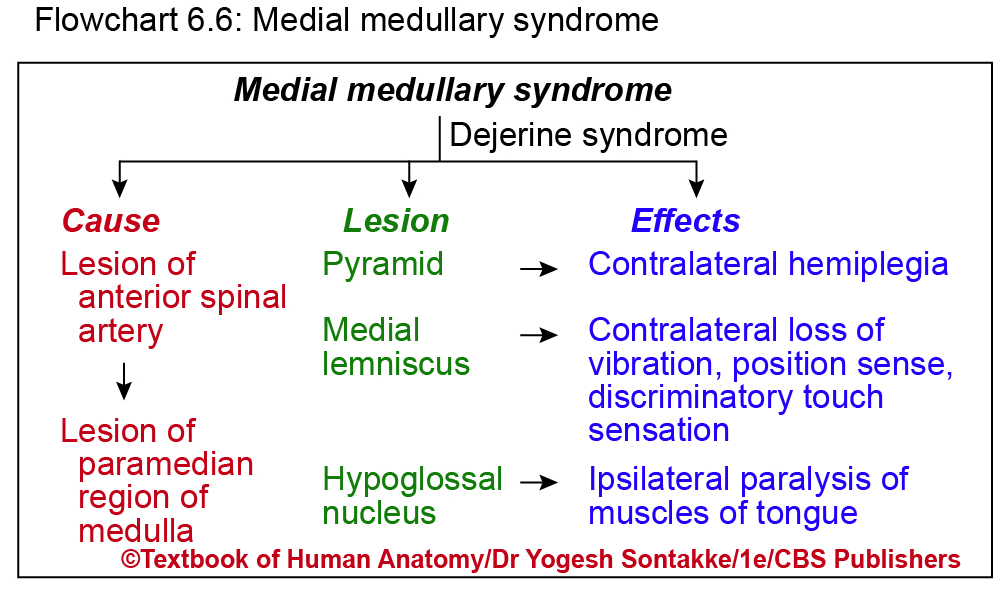 Flowchart 6.6: Medial medullary syndrome
Medial medullary syndrome
Dejerine syndrome
Cause
Lesion of
anterior spinal
artery
Lesion of
paramedian
region of
medulla
Lesion
Pyramid
Medial
lemniscus
Hypoglossal
nucleus
Effects
Contralateral hemiplegia
Contralateral loss of
vibration, position sense,
discriminatory touch
sensation
Ipsilateral paralysis of
muscles of tongue
©Textbook of Human Anatomy/Dr Yogesh Sontakke/1e/CBS Publishers